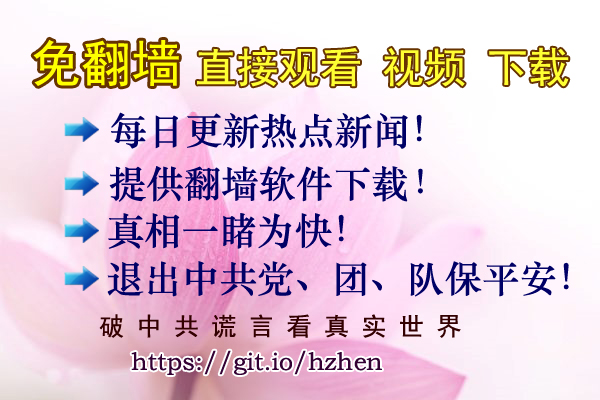 免翻墙 直接观看 视频 下载
每日更新热点新闻!
提供翻墙软件下载!
真相一睹为快!
退出中共党、团、队保平安!
破中共谎言看真实世界
https://git.io/hzhen